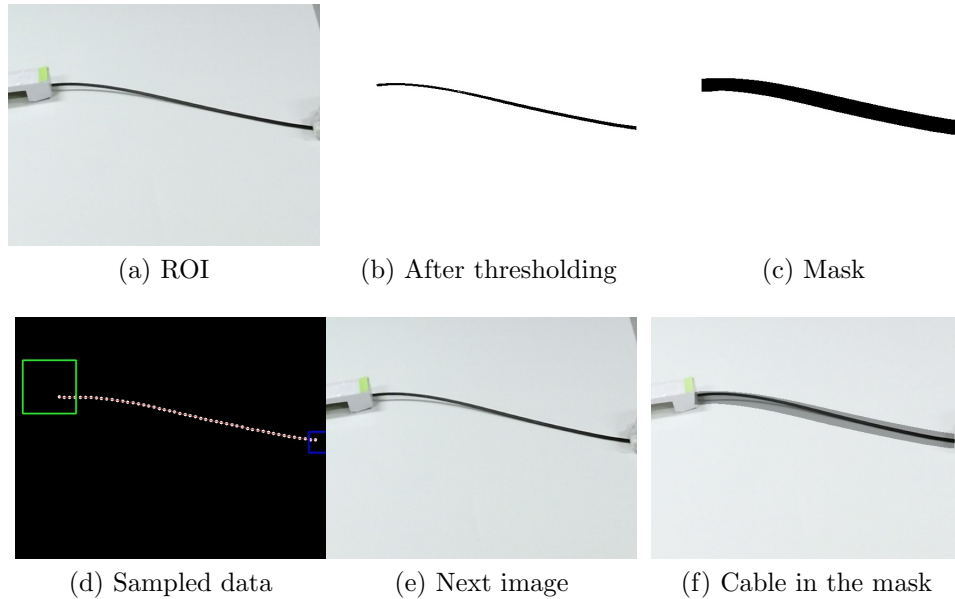 (a) ROI
(b) After thresholding
(c) Mask
(d) Sampled data
(e) Next image
(f) Cable in the mask